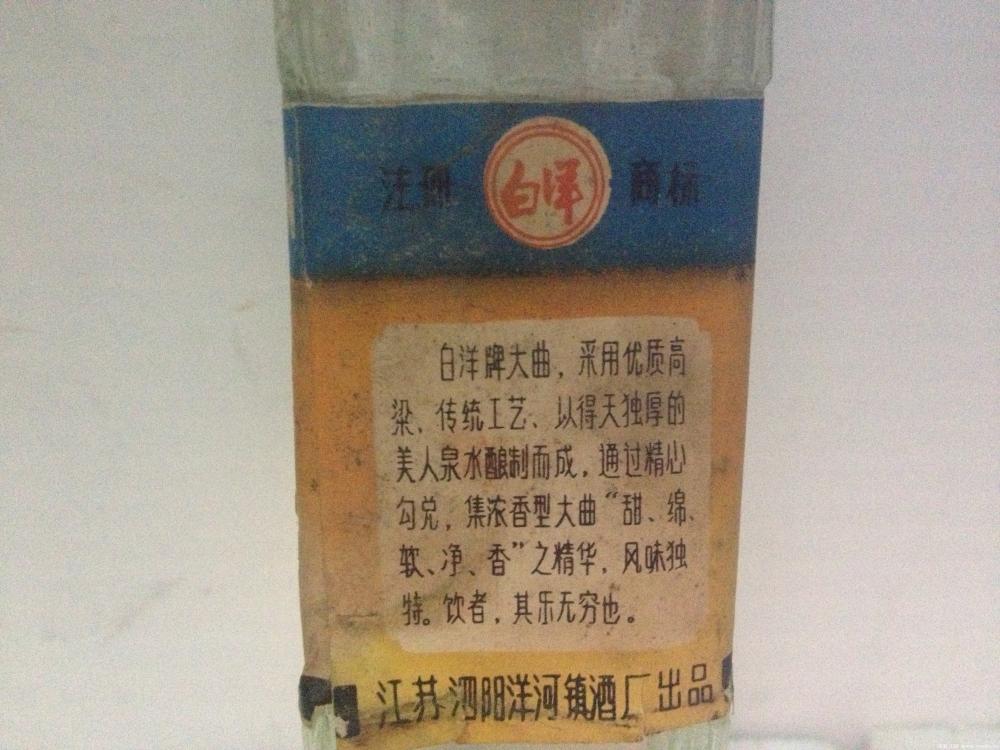 注册 白洋 商标
白洋牌大曲，采用优质高
粱、传统工艺、以得天独厚的
美人泉水酿制而成，通过精心
勾兑，集浓香型大曲“甜、绵、
软、净、香”之精华，风味独
特。饮者，其乐无穷也。
江苏泗阳洋河镇酒厂出品